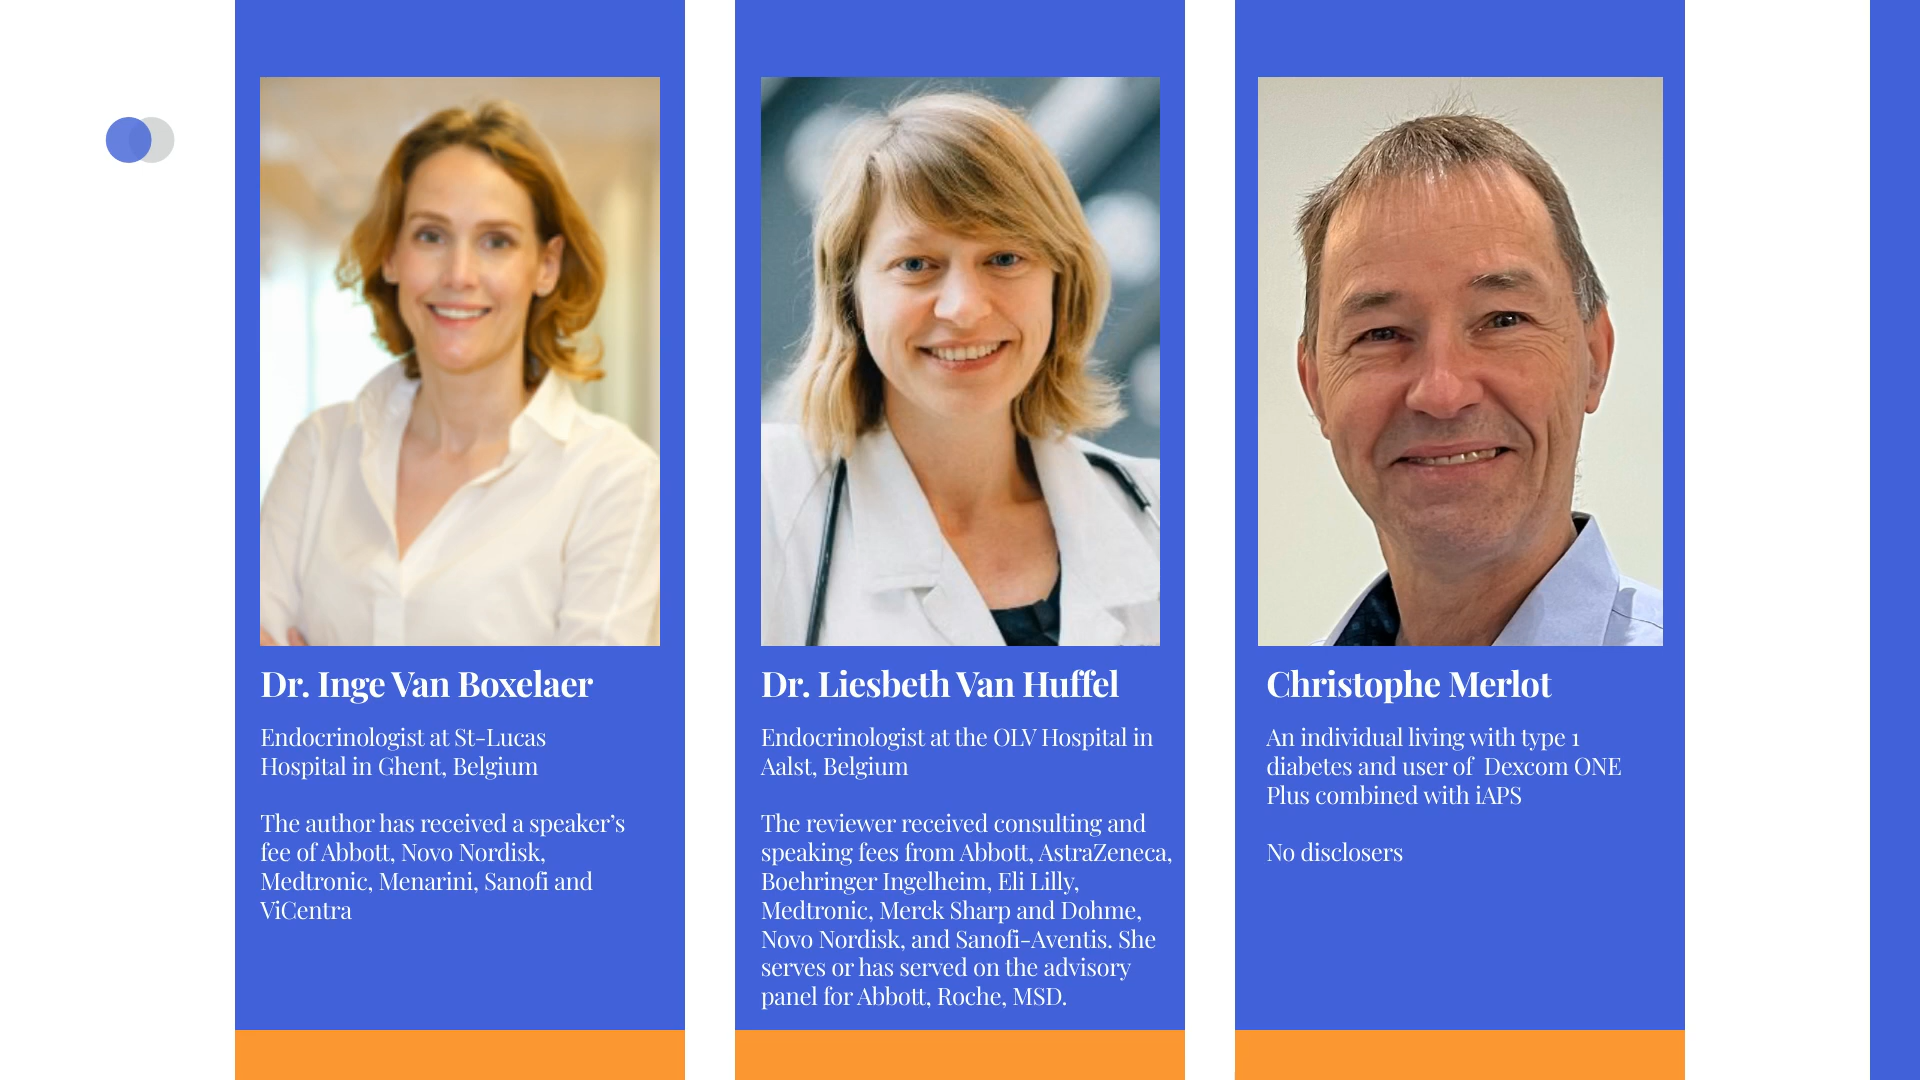 Dr. Inge Van Boxelaer
Endocrinologist at St-Lucas
Hospital in Ghent, Belgium
The author has received a speaker’s
fee of Abbott, Novo Nordisk,
Medtronic, Menarini, Sanofi and
ViCentra
Dr. Liesbeth Van Huffel
Endocrinologist at the OLV Hospital in
Aalst, Belgium
The reviewer received consulting and
speaking fees from Abbott, AstraZeneca,
Boehringer Ingelheim, Eli Lilly,
Medtronic, Merck Sharp and Dohme,
Novo Nordisk, and Sanofi-Aventis. She
serves or has served on the advisory
panel for Abbott, Roche, MSD.
Christophe Merlot
An individual living with type 1
diabetes and user of Dexcom ONE
Plus combined with iAPS
No disclosers